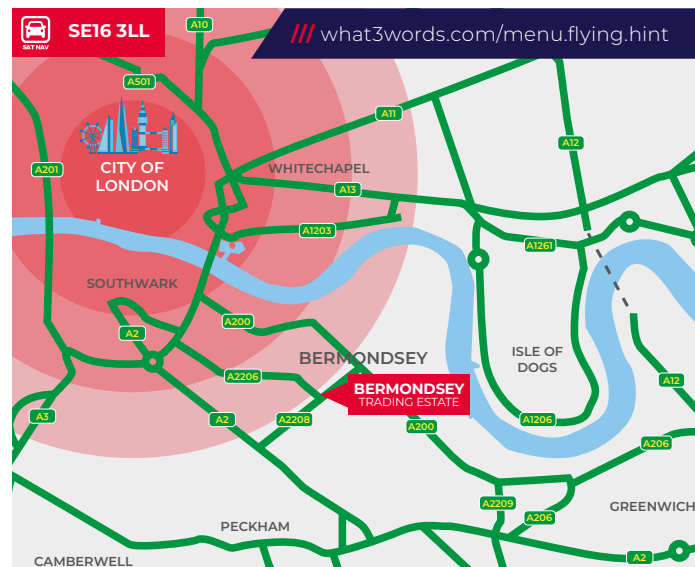 SE16 3LL
SAT NAV
/// what3words.com/menu.flying.hint
A10
A501
A11
A12
CITY OF
LONDON
A201
WHITECHAPEL
A13
A1203
A1261
SOUTHWARK
A2
A200
BERMONDSEY
ISLE OF
DOGS
A2206
BERMONDSEY
TRADING ESTATE
A12
A3
A2
A2208
A200
A1206
A206
A2209
A206
GREENWICH
PECKHAM
A2
CAMBERWELL